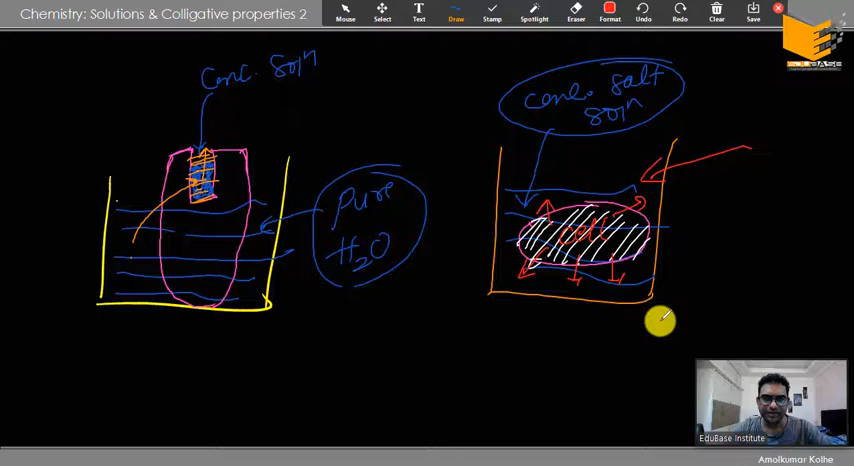 Chemistry: Solutions & Colligative properties 2
Mouse
Select
Text
Draw
Stamp
Spotlight
Eraser
Format
Undo
Redo
Clear
Save
EDUBASE
Conc. Soln
Pure
H2O
conc. salt
soln
cell
EduBase Institute
Amolkumar Kolhe